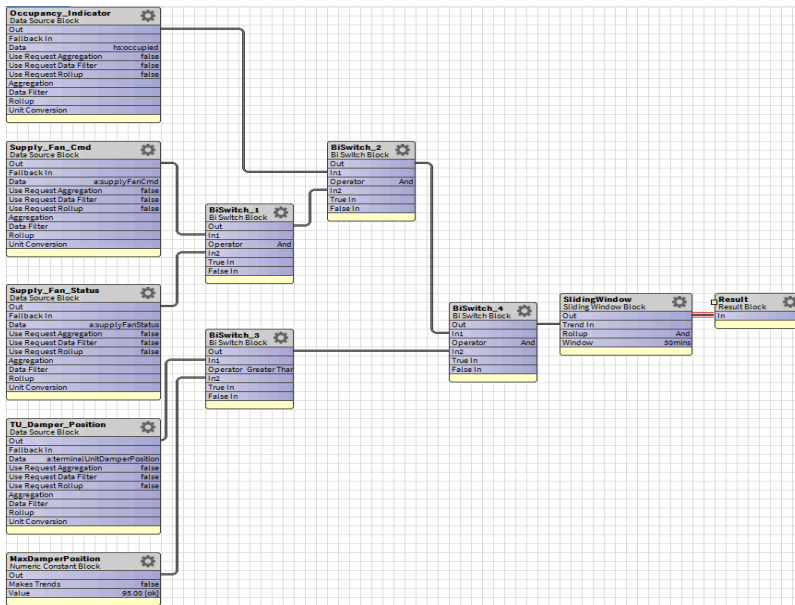 Occupancy_Indicator
Data Source Block
Out
Fallback In
Data hs:occupied
Use Request Aggregation false
Use Request Data Filter false
Use Request Rollup false
Aggregation
Data Filter
Rollup
Unit Conversion
Supply_Fan_Cmd
Data Source Block
Out
Fallback In
Data a:supplyFanCmd
Use Request Aggregation false
Use Request Data Filter false
Use Request Rollup false
Aggregation
Data Filter
Rollup
Unit Conversion
BiSwitch_2
Bi Switch Block
Out
In1
Operator And
In2
True In
False In
BiSwitch_1
Bi Switch Block
Out
In1
Operator And
In2
True In
False In
Supply_Fan_Status
Data Source Block
Out
Fallback In
Data a:supplyFanStatus
Use Request Aggregation false
Use Request Data Filter false
Use Request Rollup false
Aggregation
Data Filter
Rollup
Unit Conversion
BiSwitch_3
Bi Switch Block
Out
In1
Operator Greater Than
In2
True In
False In
BiSwitch_4
Bi Switch Block
Out
In1
Operator And
In2
True In
False In
SlidingWindow
Sliding Window Block
Out
Trend In
Rollup And
Window 30mins
Result
Result Block
In
TU_Damper_Position
Data Source Block
Out
Fallback In
Data a:terminalUnitDamperPosition
Use Request Aggregation false
Use Request Data Filter false
Use Request Rollup false
Aggregation
Data Filter
Rollup
Unit Conversion
MaxDamperPosition
Numeric Constant Block
Out
Makes Trends false
Value 95.00 {ok}